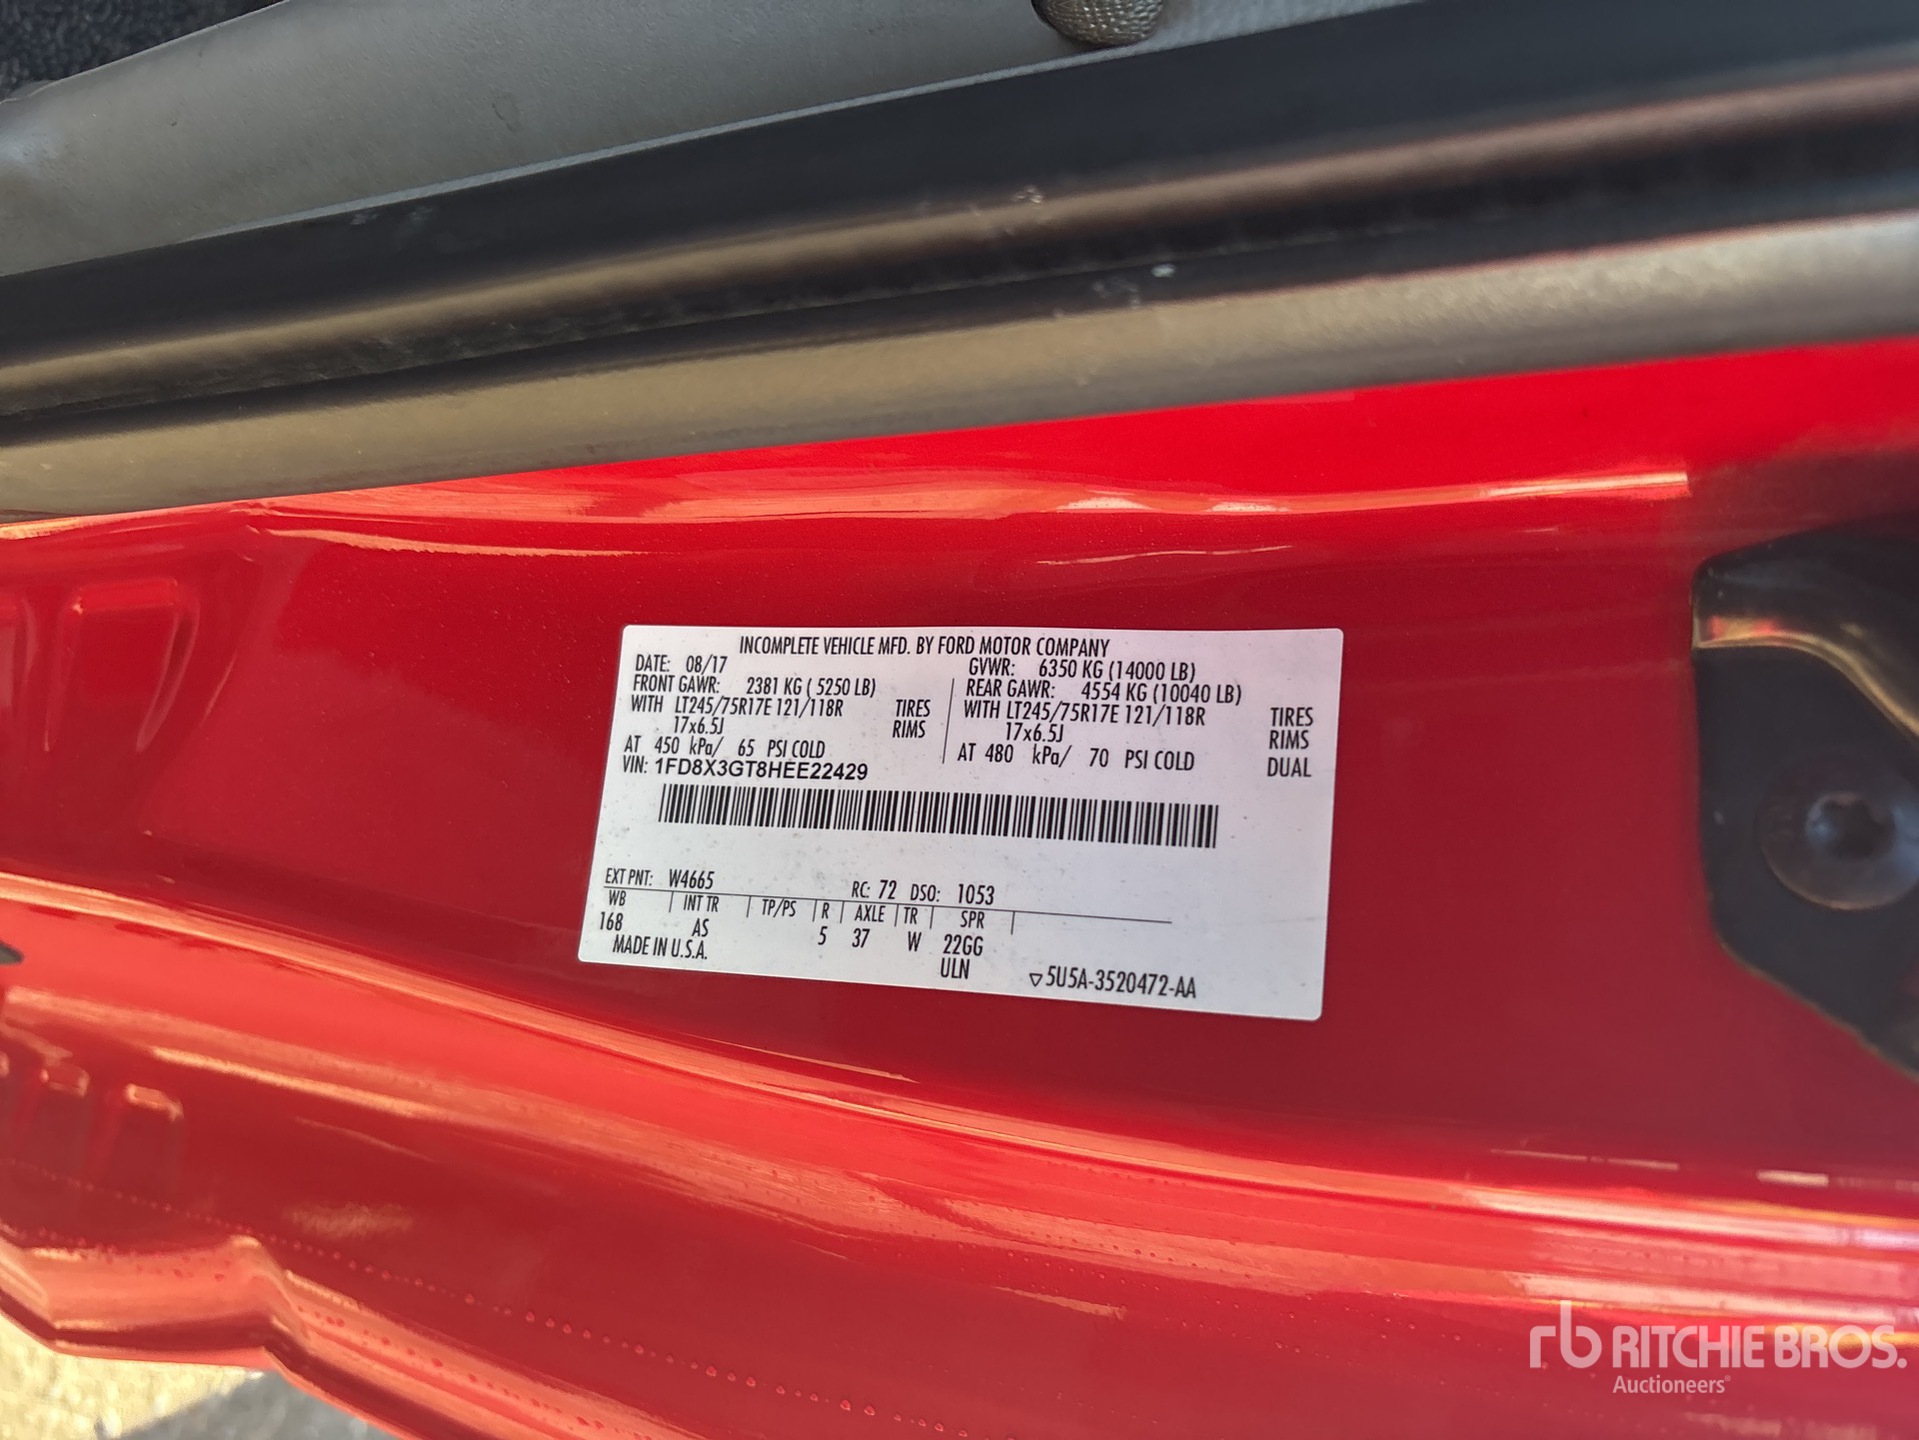 INCOMPLETE VEHICLE MFD. BY FORD MOTOR COMPANY
DATE: 08/17 GVWR: 6350 KG (14000 LB)
FRONT GAWR: 2381 KG ( 5250 LB) REAR GAWR: 4554 KG (10040 LB)
WITH LT245/75R17E 121/118R TIRES WITH LT245/75R17E 121/118R TIRES
17x6.5J RIMS 17x6.5J RIMS
AT 450 kPa/ 65 PSI COLD AT 480 kPa/ 70 PSI COLD DUAL
VIN: 1FD8X3GT8HEE22429
EXT PNT: W4665 RC: 72 DSO: 1053
WB INT TR TP/PS R AXLE TR SPR
168 AS 5 37 W 22GG
MADE IN U.S.A. ULN
▽5U5A-3520472-AA
rb RITCHIE BROS.
Auctioneers®